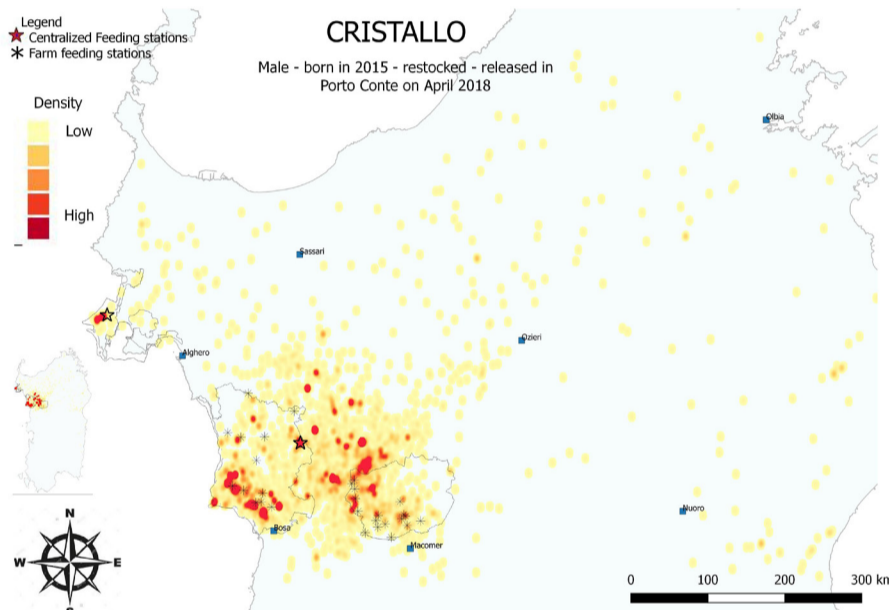 Legend
Centralized Feeding stations
Farm feeding stations
CRISTALLO
Male - born in 2015 - restocked - released in
Porto Conte on April 2018
Density
Low
High
Olbia
Sassari
Ozieri
Alghero
Nuoro
Bosa
Macomer
N
W
E
S
0 100 200 300 km